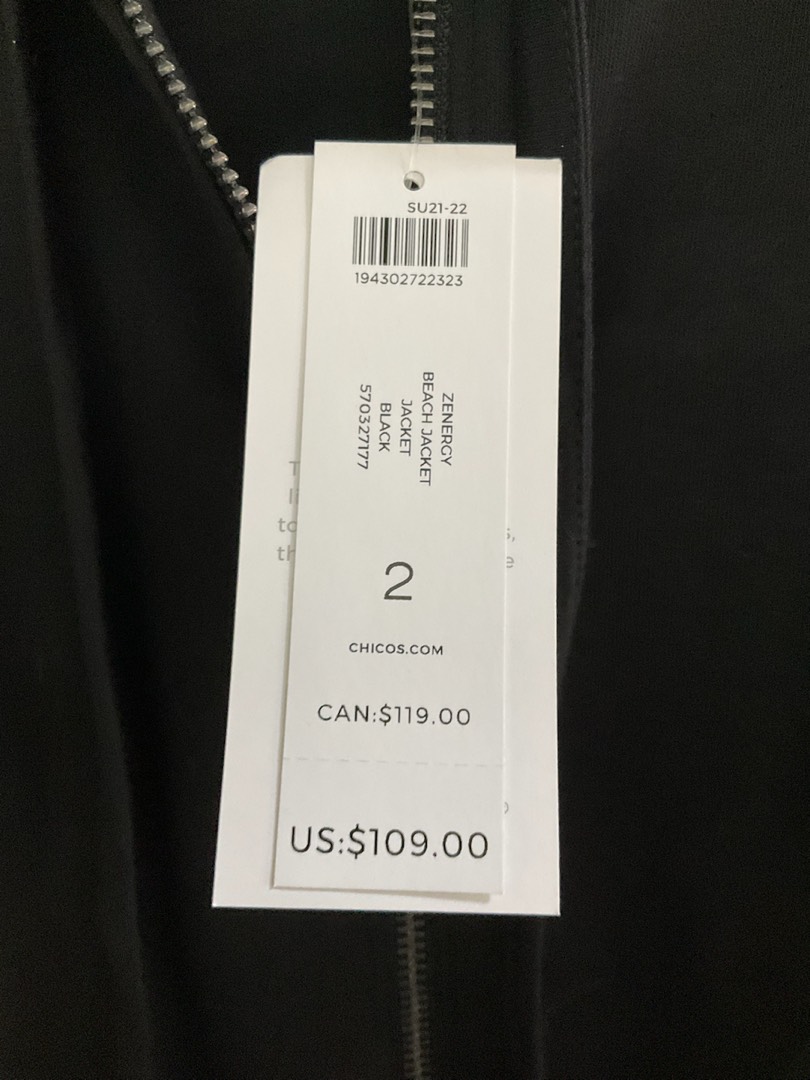 SU21-22
194302722323
ZENERGY
BEACH JACKET
JACKET
BLACK
570327177
2
CHICOS.COM
CAN:$119.00
US:$109.00